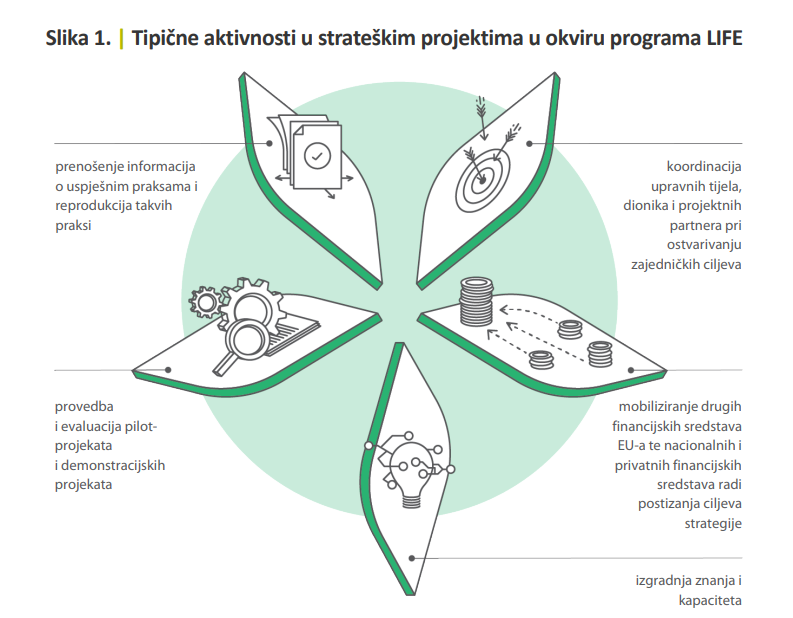 Slika 1. | Tipične aktivnosti u strateškim projektima u okviru programa LIFE
prenošenje informacija
o uspješnim praksama i
reprodukcija takvih
praksi
koordinacija
upravnih tijela,
dionika i projektnih
partnera pri
ostvarivanju
zajedničkih ciljeva
provedba
i evaluacija pilot-
projekata
i demonstracijskih
projekata
mobiliziranje drugih
financijskih sredstava
EU-a te nacionalnih i
privatnih financijskih
sredstava radi
postizanja ciljeva
strategije
izgradnja znanja i
kapaciteta